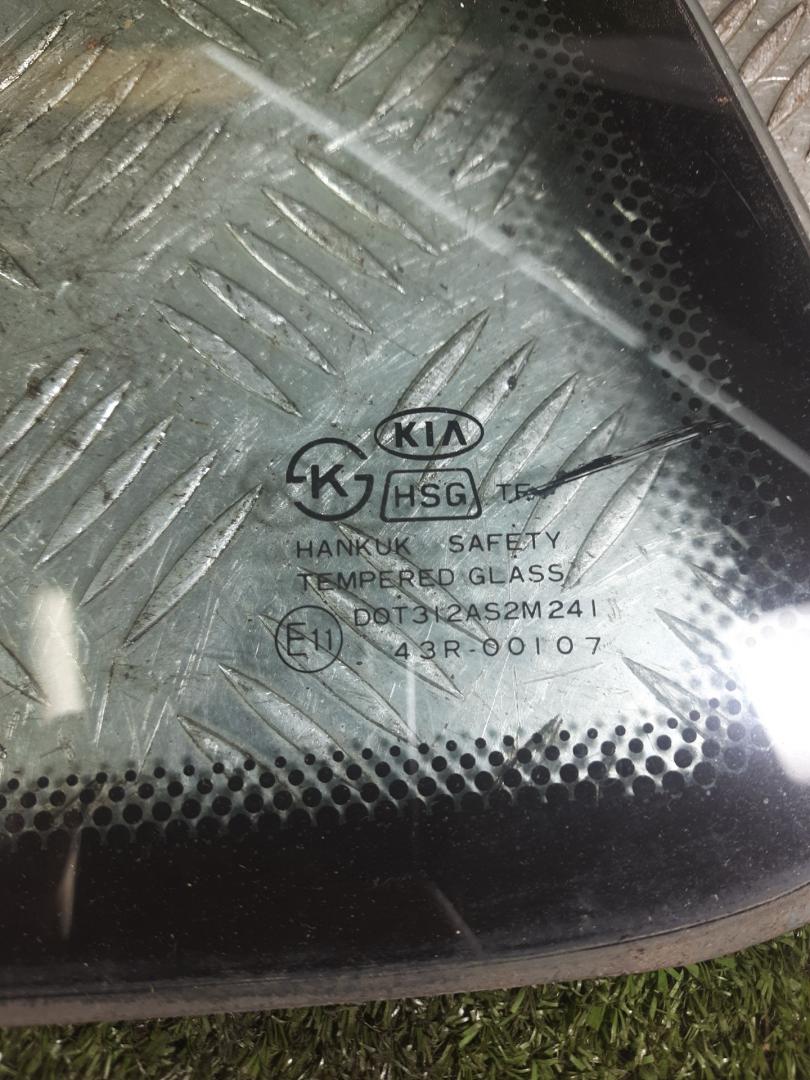 KIA
K HSG
HANKUK SAFETY
TEMPERED GLASS
DOT312AS2M241
E11 43R-00107